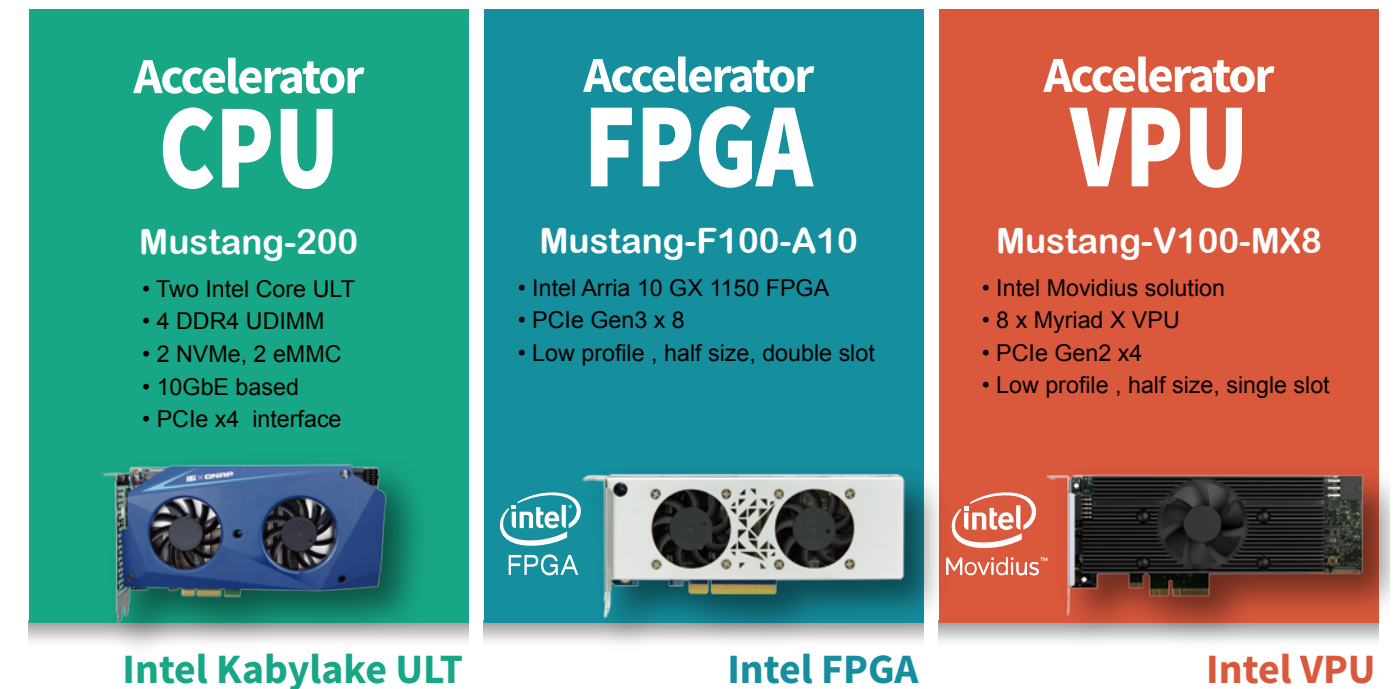 Accelerator
CPU
Mustang-200
• Two Intel Core ULT
• 4 DDR4 UDIMM
• 2 NVMe, 2 eMMC
• 10GbE based
• PCIe x4 interface
QNAP
Intel Kabylake ULT
Accelerator
FPGA
Mustang-F100-A10
• Intel Arria 10 GX 1150 FPGA
• PCIe Gen3 x 8
• Low profile , half size, double slot
intel
FPGA
Intel FPGA
Accelerator
VPU
Mustang-V100-MX8
• Intel Movidius solution
• 8 x Myriad X VPU
• PCIe Gen2 x4
• Low profile , half size, single slot
intel
Movidius™
Intel VPU